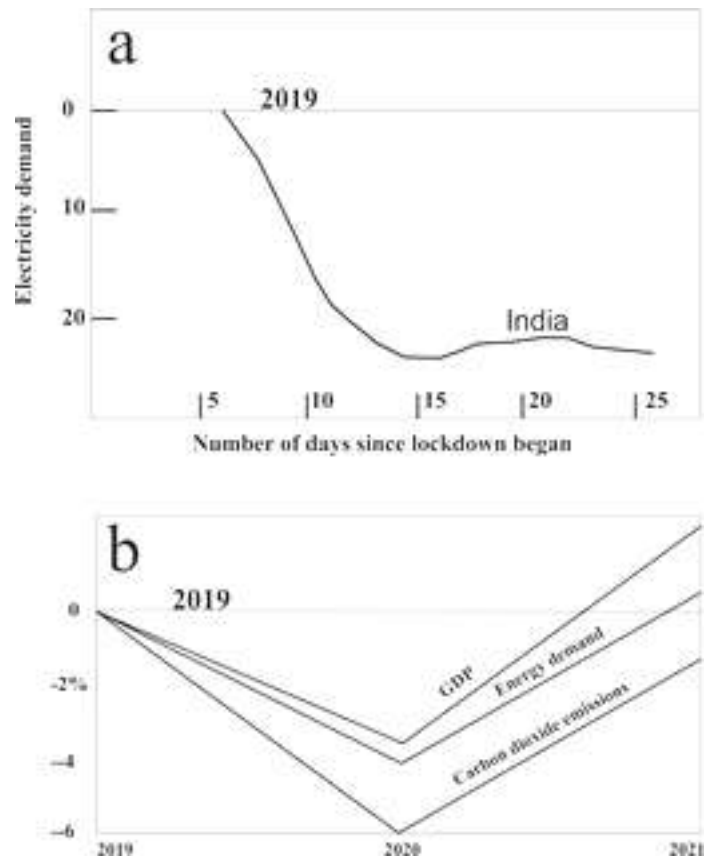 a
2019
0
Electricity demand
10
20
India
5 10 15 20 25
Number of days since lockdown began
b
2019
0
GDP
Energy demand
-2%
Carbon dioxide emissions
-4
-6
2019 2020 2021